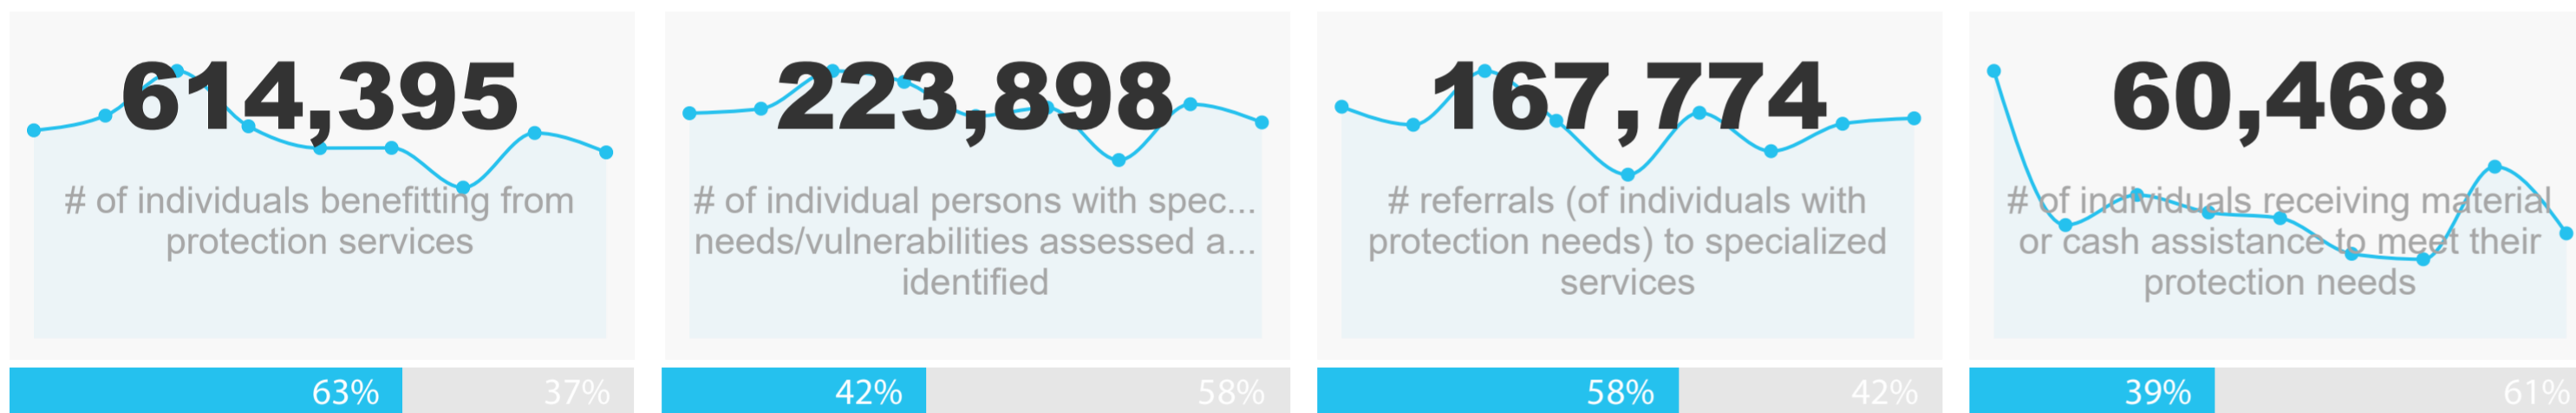 614,395
# of individuals benefitting from
protection services
63%
37%
223,898
# of individual persons with spec...
needs/vulnerabilities assessed a...
identified
42%
58%
167,774
# referrals (of individuals with
protection needs) to specialized
services
58%
42%
60,468
# of individuals receiving material
or cash assistance to meet their
protection needs
39%
61%